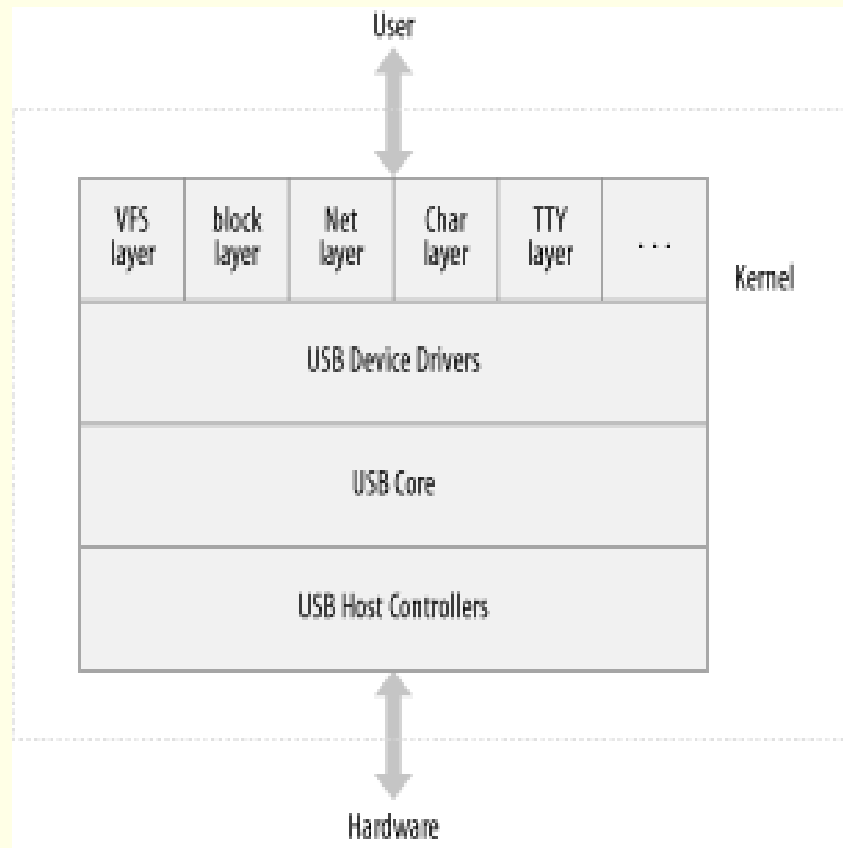 User
VFS
layer
block
layer
Net
layer
Char
layer
TTY
layer
...
Kernel
USB Device Drivers
USB Core
USB Host Controllers
Hardware